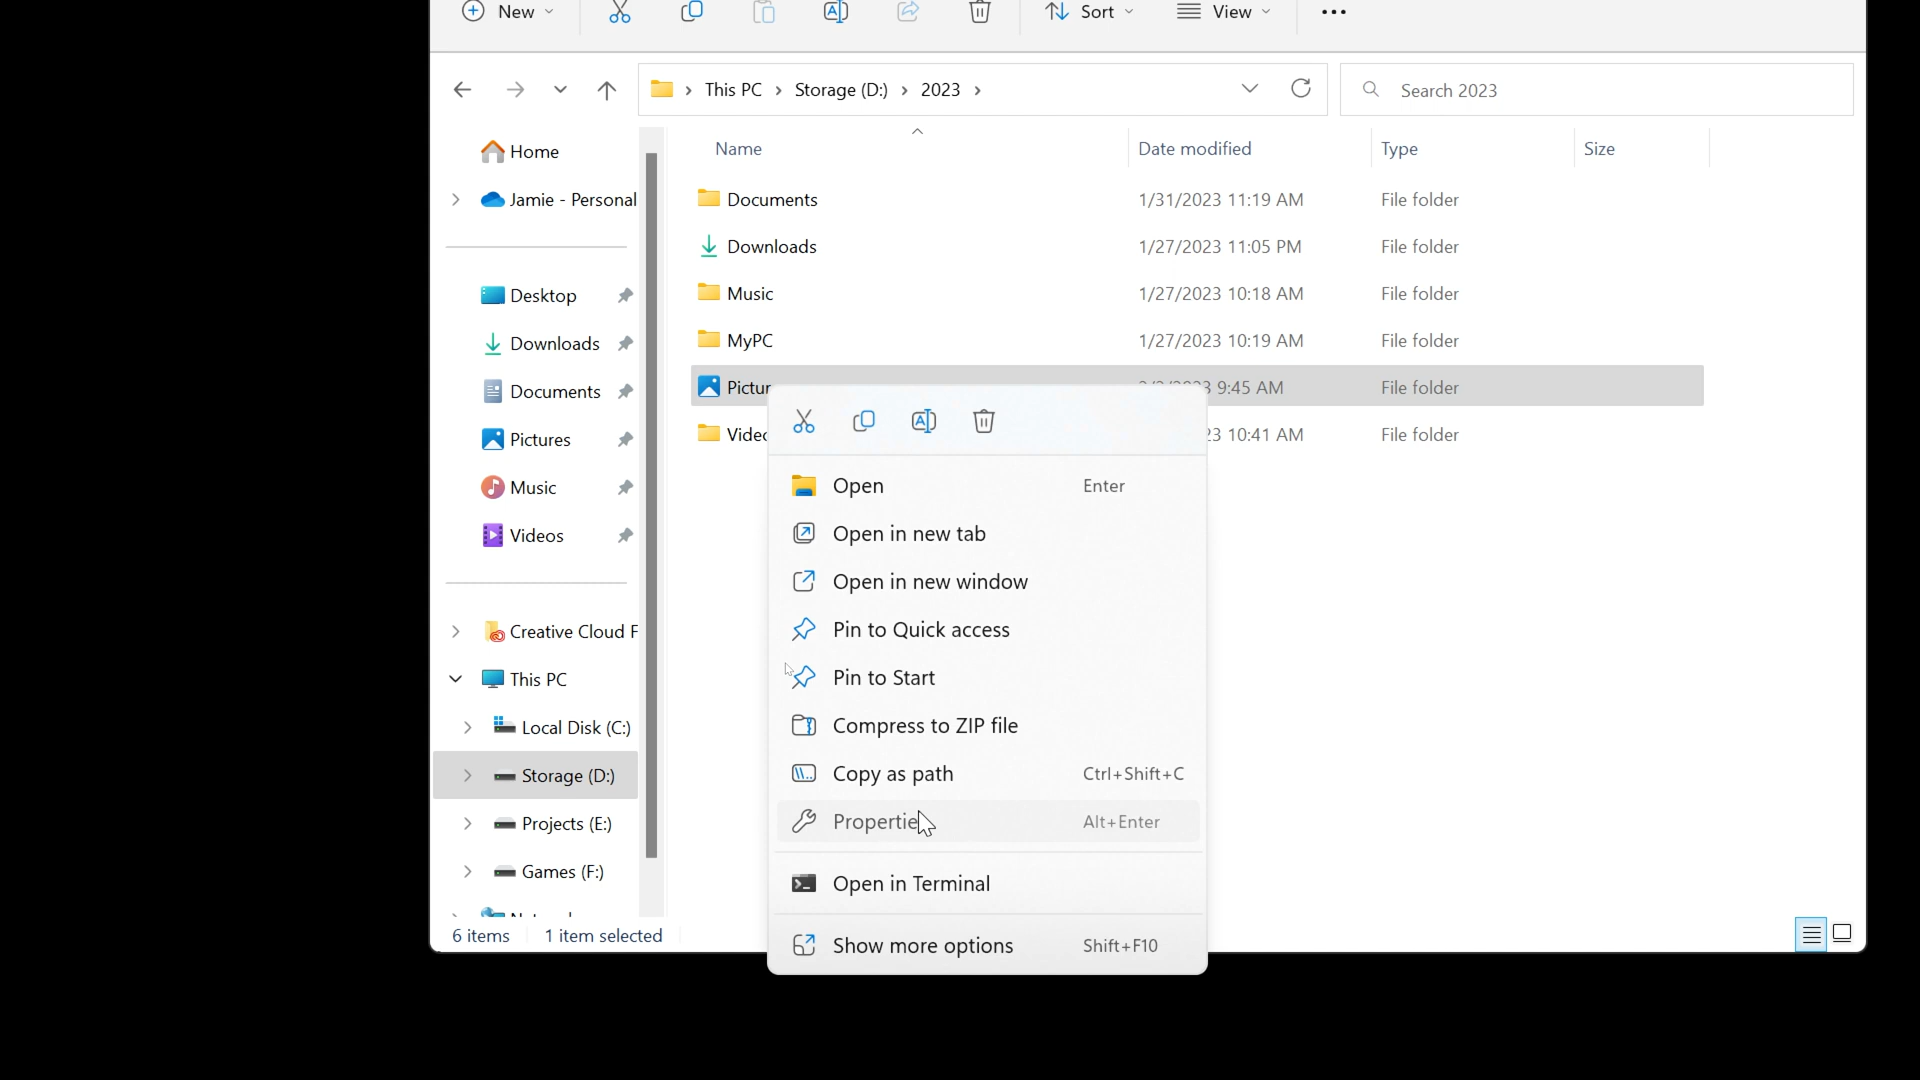 New Sort View
This PC Storage (D:) 2023 Search 2023
Home
Jamie - Personal
Desktop
Downloads
Documents
Pictures
Music
Videos
Creative Cloud F
This PC
Local Disk (C:)
Storage (D:)
Projects (E:)
Games (F:)
Name Date modified Type Size
Documents 1/31/2023 11:19 AM File folder
Downloads 1/27/2023 11:05 PM File folder
Music 1/27/2023 10:18 AM File folder
MyPC 1/27/2023 10:19 AM File folder
Pictur 9:45 AM File folder
Videc 23 10:41 AM File folder
Open Enter
Open in new tab
Open in new window
Pin to Quick access
Pin to Start
Compress to ZIP file
Copy as path Ctrl+Shift+C
Propertie Alt+Enter
Open in Terminal
Show more options Shift+F10
6 items 1 item selected